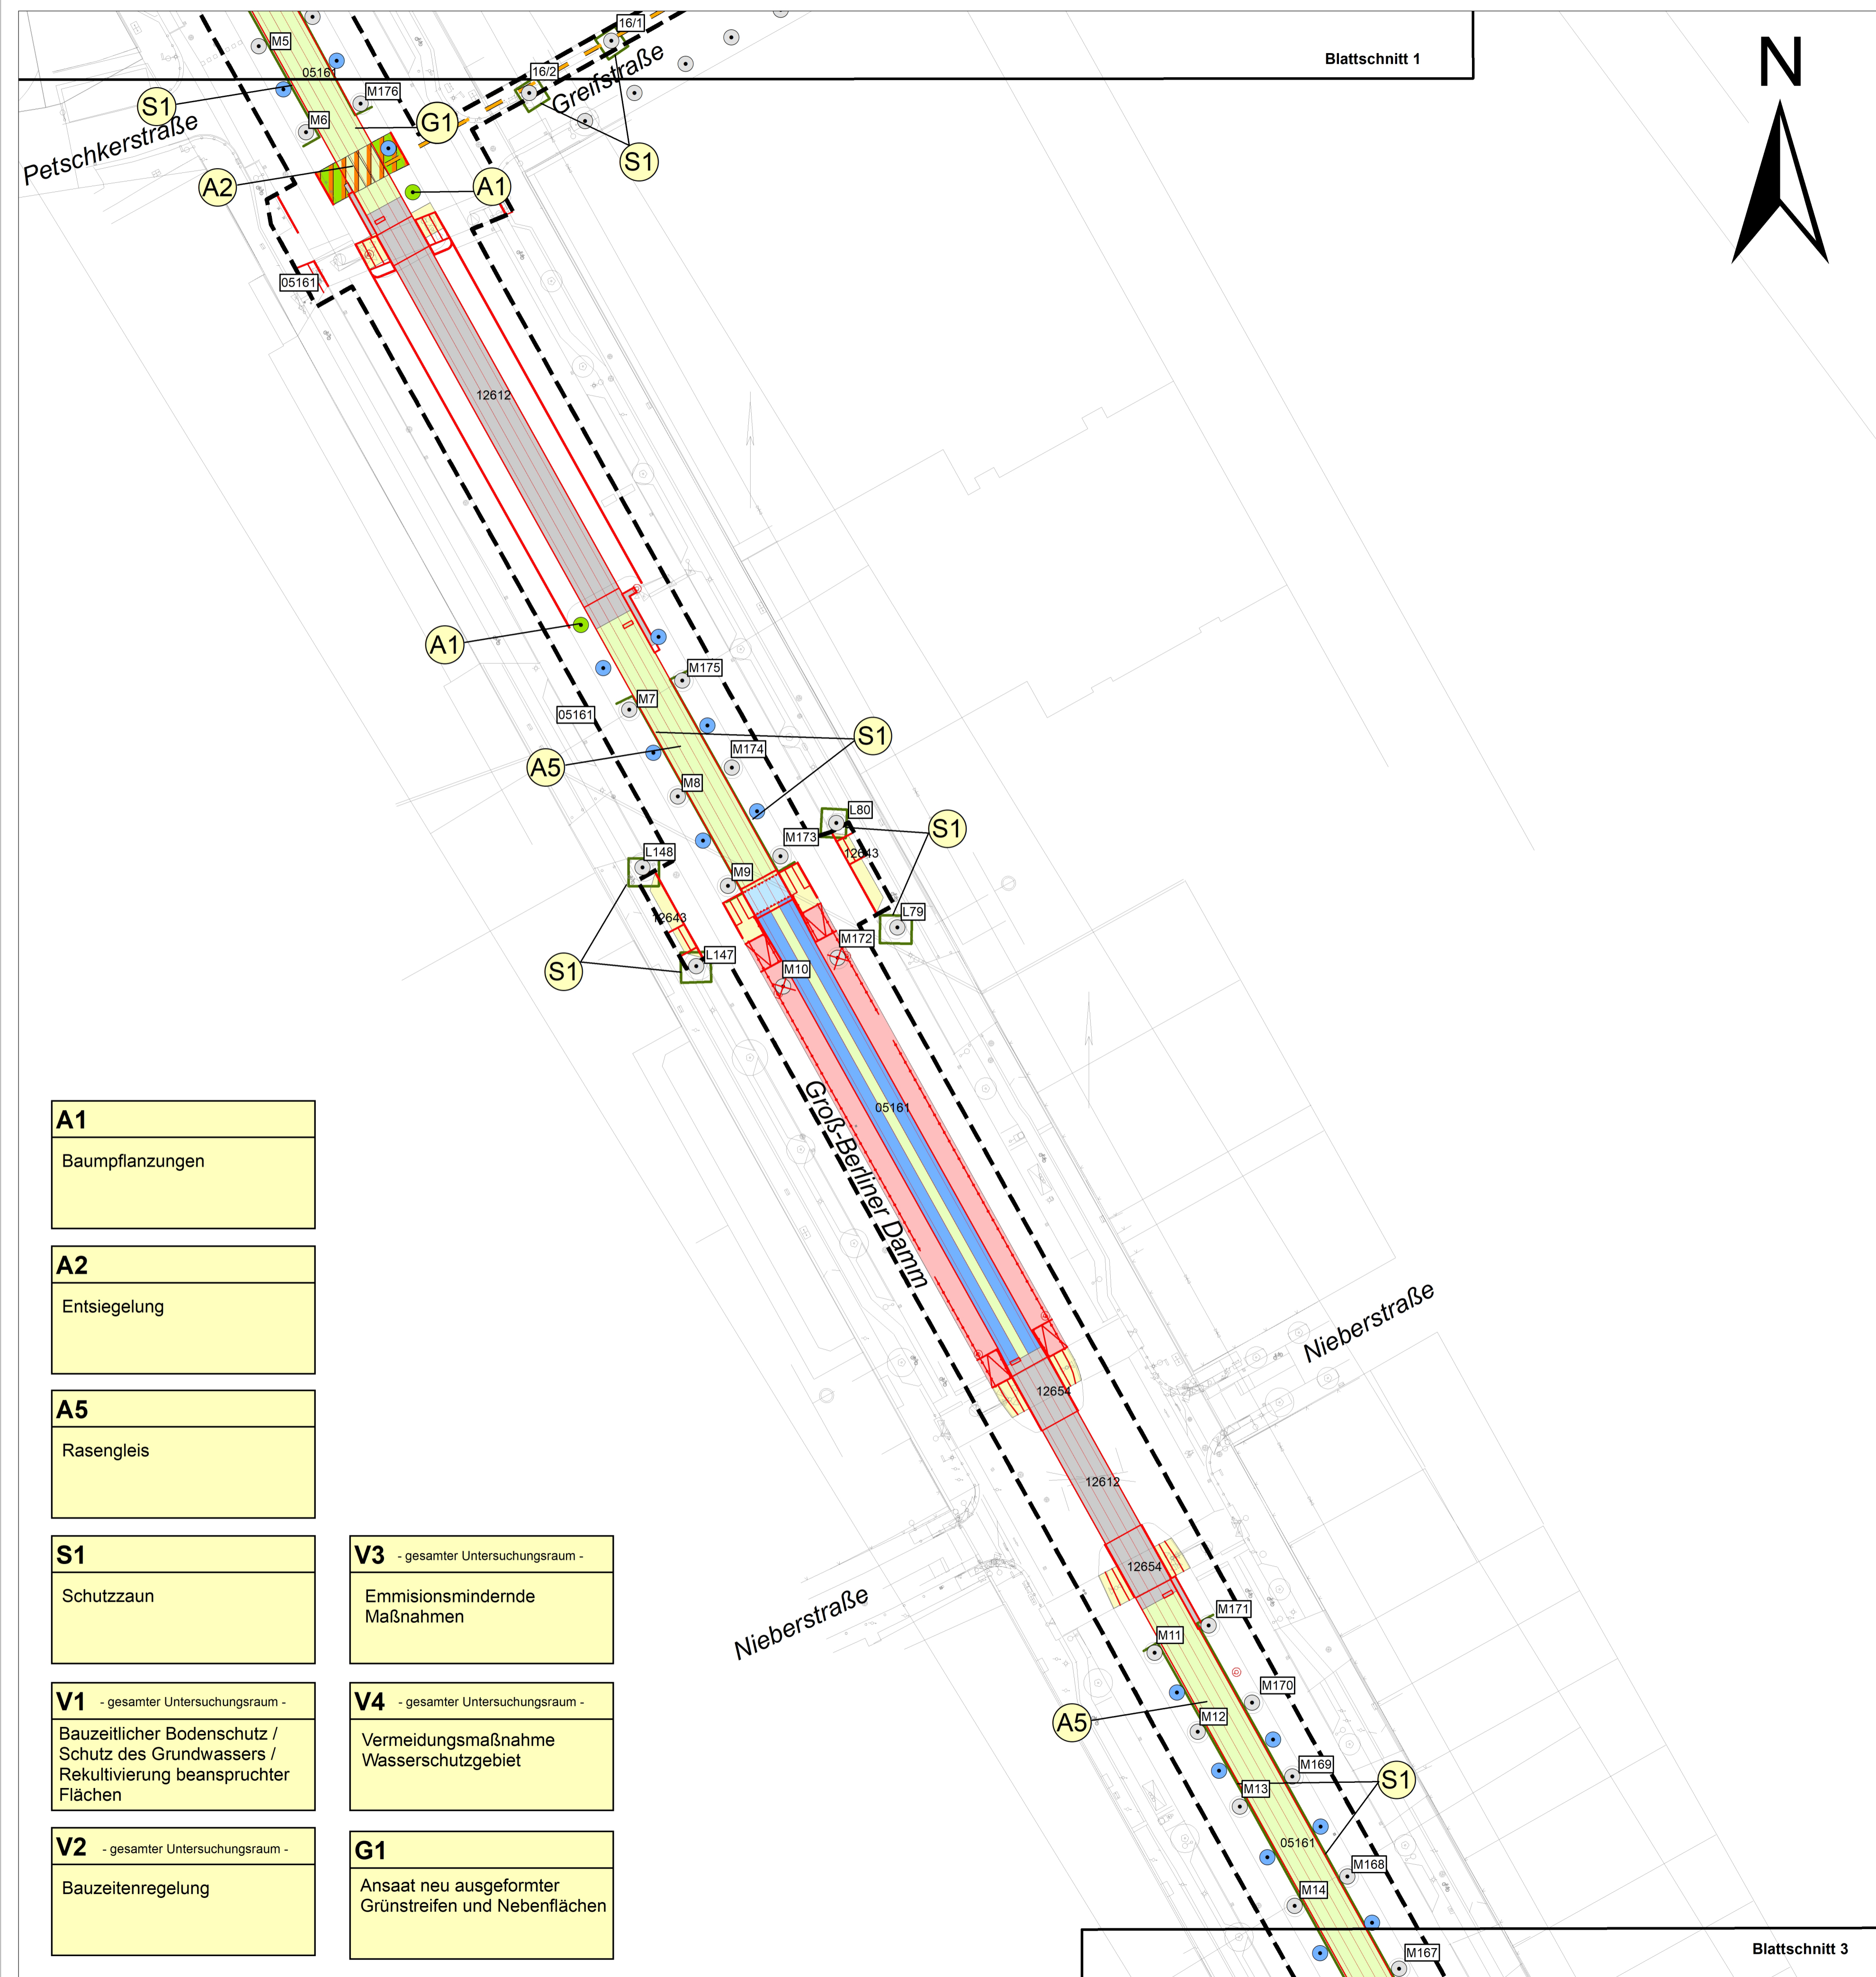 16/1
M5
Blattschnitt 1
N
05161
16/2
Greifstraße
M176
S1
M6
G1
Petschkerstraße
S1
A2
A1
05161
12612
A1
M175
M7
05161
S1
M174
A5
M8
L80
S1
M173
12643
L148
M9
L79
12643
M172
L147
S1
M10
Groß-Berliner Damm
05161
A1
Baumpflanzungen
A2
Entsiegelung
Nieberstraße
12654
A5
Rasengleis
12612
S1
Schutzzaun
V3 - gesamter Untersuchungsraum -
Emmisionsmindernde
Maßnahmen
12654
Nieberstraße
M171
M11
V1 - gesamter Untersuchungsraum -
Bauzeitlicher Bodenschutz /
Schutz des Grundwassers /
Rekultivierung beanspruchter
Flächen
V4 - gesamter Untersuchungsraum -
Vermeidungsmaßnahme
Wasserschutzgebiet
M170
A5
M12
M169
S1
M13
05161
V2 - gesamter Untersuchungsraum -
Bauzeitenregelung
G1
Ansaat neu ausgeformter
Grünstreifen und Nebenflächen
M168
M14
M167
Blattschnitt 3